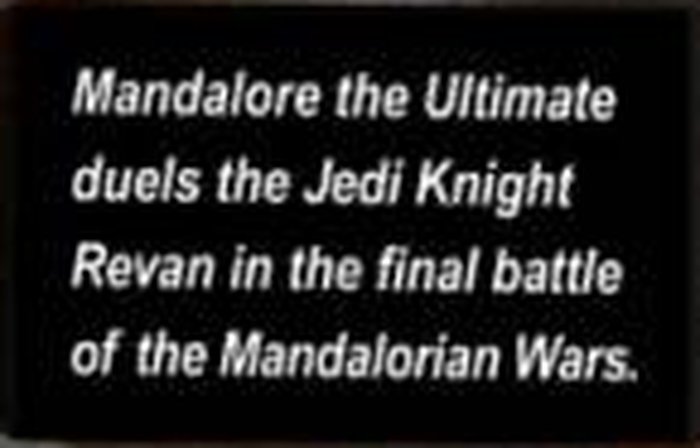 Mandalore the Ultimate
duels the Jedi Knight
Revan in the final battle
of the Mandalorian Wars.